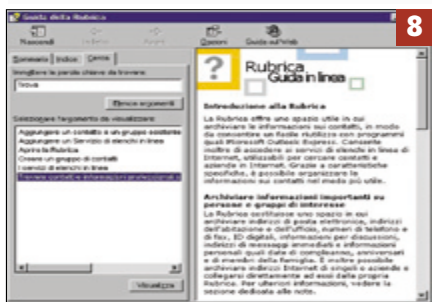 Guida della Rubrica
8
Nascondi Indietro Avanti Opzioni Guida sul Web
Sommario Indice Cerca
Immettere la parola chiave da trovare:
Trova
Elenca argomenti
Selezionare l'argomento da visualizzare
Aggiungere un contatto a un gruppo esistente
Aggiungere un Servizio di elenchi in linea
Aprire la Rubrica
Creare un gruppo di contatti
I servizi di elenchi in linea
Trovare contatti e informazioni professionali o
Visualizza
?
Rubrica
Guida in linea
Introduzione alla Rubrica
La Rubrica offre uno spazio utile in cui
archiviare le informazioni sui contatti, in modo
da consentire un facile riutilizzo con programmi
quali Microsoft Outlook Express. Consente
inoltre di accedere ai servizi di elenchi in linea di
Internet, utilizzabili per cercare contatti e
aziende in Internet. Grazie a caratteristiche
specifiche, è possibile organizzare le
informazioni sui contatti nel modo più utile.
Archiviare informazioni importanti su
persone e gruppi di interesse
La Rubrica costituisce uno spazio in cui
archiviare indirizzi di posta elettronica, indirizzi
dell'abitazione e dell'ufficio, numeri di telefono e
di fax, ID digitali, informazioni per discussioni,
indirizzi di messaggi immediati e informazioni
personali quali date di compleanno, anniversari
e di membri della famiglia. È inoltre possibile
archiviare indirizzi Internet di singoli o aziende e
collegarsi direttamente ad essi dalla propria
Rubrica. Per ulteriori informazioni, vedere la
sezione dedicata alle note.